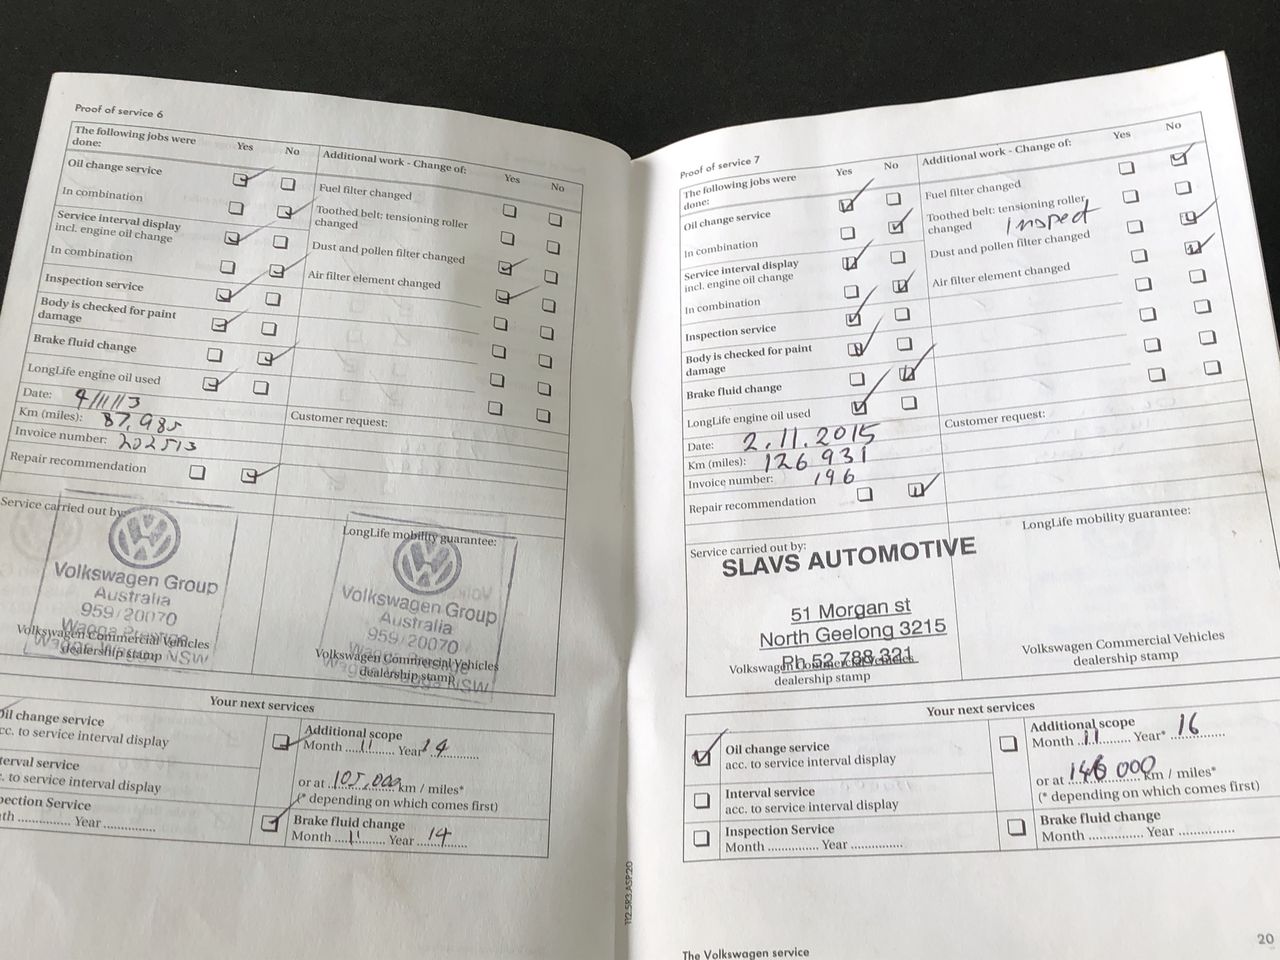 Proof of service 6
The following jobs were done:
Yes No
Additional work - Change of:
Yes No
Oil change service
In combination
Service interval display
incl. engine oil change
In combination
Inspection service
Body is checked for paint
damage
Brake fluid change
LongLife engine oil used
Fuel filter changed
Toothed belt: tensioning roller
changed
Dust and pollen filter changed
Air filter element changed
Date: 4/11/13
Km (miles): 87,985
Invoice number: 202513
Repair recommendation
Customer request:
Service carried out by:
Volkswagen Group
Australia
959/20070
Wagga NSW
Volkswagen Commercial Vehicles
dealership stamp
LongLife mobility guarantee:
Volkswagen Group
Australia
959/20070
Wagga Wagga NSW
Volkswagen Commercial Vehicles
dealership stamp
Your next services
Oil change service
acc. to service interval display
terval service
to service interval display
pection Service
th .............. Year ..............
Additional scope
Month 11 Year 14
or at 105,000 km / miles*
(* depending on which comes first)
Brake fluid change
Month 11 Year 14
112.5R3.ASP.20
Proof of service 7
The following jobs were
done:
Yes No
Additional work - Change of:
Yes No
Oil change service
In combination
Service interval display
incl. engine oil change
In combination
Inspection service
Body is checked for paint
damage
Brake fluid change
LongLife engine oil used
Fuel filter changed
Toothed belt: tensioning roller
changed Inspect
Dust and pollen filter changed
Air filter element changed
Date: 2.11.2015
Km (miles): 126 931
Invoice number: 196
Repair recommendation
Customer request:
Service carried out by:
SLAVS AUTOMOTIVE
51 Morgan st
North Geelong 3215
Ph 52 788 321
Volkswagen Commercial Vehicles
dealership stamp
LongLife mobility guarantee:
Volkswagen Commercial Vehicles
dealership stamp
Your next services
Oil change service
acc. to service interval display
Interval service
acc. to service interval display
Inspection Service
Month .............. Year ..............
Additional scope
Month 11 Year* 16
or at 146 000 km / miles*
(* depending on which comes first)
Brake fluid change
Month .............. Year ..............
The Volkswagen service
20